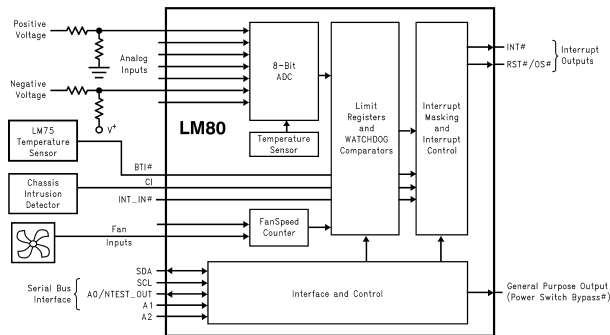 Positive
Voltage
Analog
Inputs
Negative
Voltage
V+
8-Bit
ADC
LM80
Temperature
Sensor
Limit
Registers
and
WATCHDOG
Comparators
Interrupt
Masking
and
Interrupt
Control
INT#
RST#/OS#
Interrupt
Outputs
LM75
Temperature
Sensor
BTI#
Chassis
Intrusion
Detector
CI
INT_IN#
Fan
Inputs
FanSpeed
Counter
Serial Bus
Interface
SDA
SCL
A0/NTEST_OUT
A1
A2
Interface and Control
General Purpose Output
(Power Switch Bypass#)